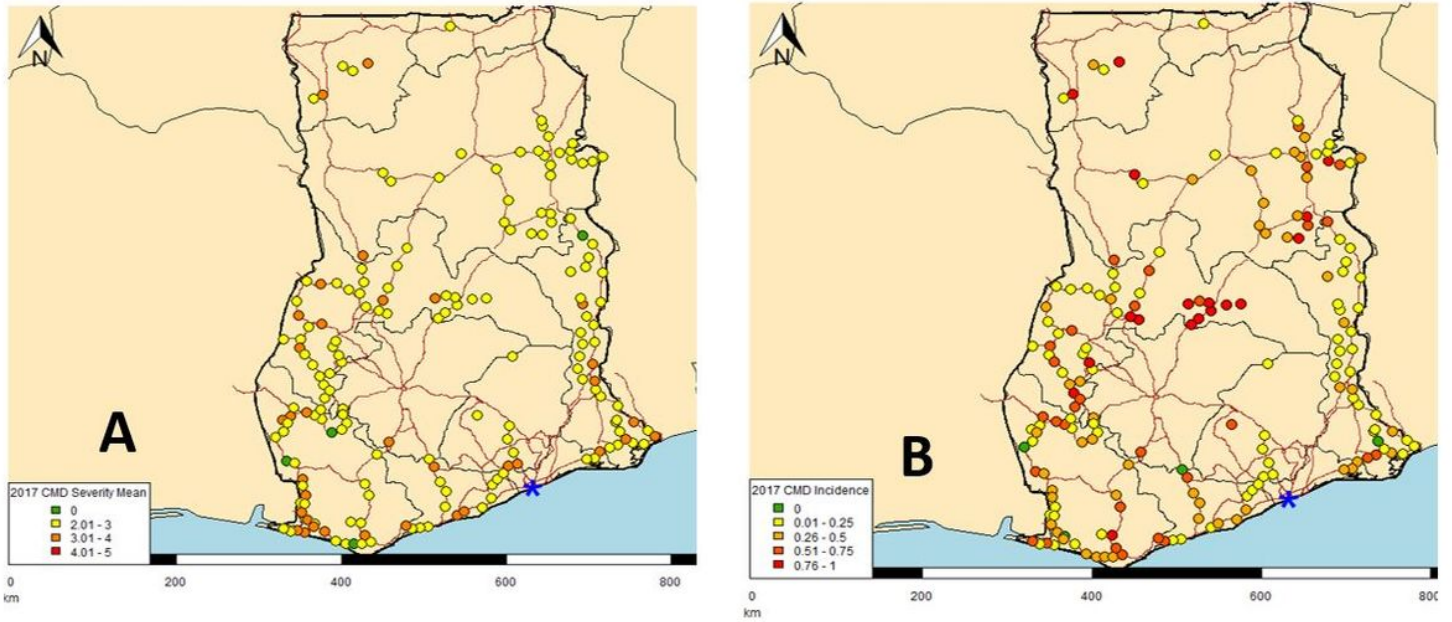 N
A
2017 CMD Severity Mean
0
2.01 - 3
3.01 - 4
4.01 - 5
0 200 400 600 800
km
N
B
2017 CMD Incidence
0
0.01 - 0.25
0.26 - 0.5
0.51 - 0.75
0.76 - 1
0 200 400 600 800
km